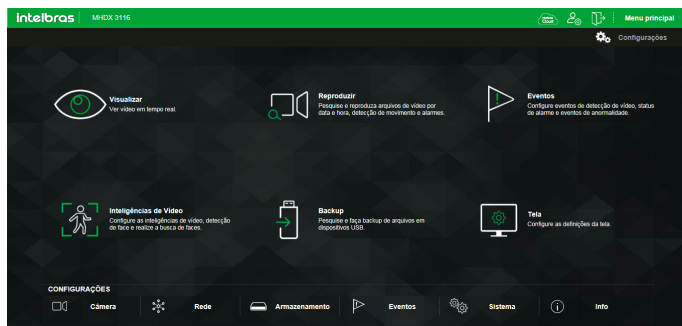 intelbras MHDX 3116 Menu principal
Configurações
Visualizar
Ver vídeo em tempo real.
Reproduzir
Pesquise e reproduza arquivos de vídeo por
data e hora, detecção de movimento e alarmes.
Eventos
Configure eventos de detecção de vídeo, status
de alarme e eventos de anormalidade.
Inteligências de Vídeo
Configure as inteligências de vídeo, detecção
de face e realize a busca de faces.
Backup
Pesquise e faça backup de arquivos em
dispositivos USB.
Tela
Configure as definições da tela.
CONFIGURAÇÕES
Câmera Rede Armazenamento Eventos Sistema Info